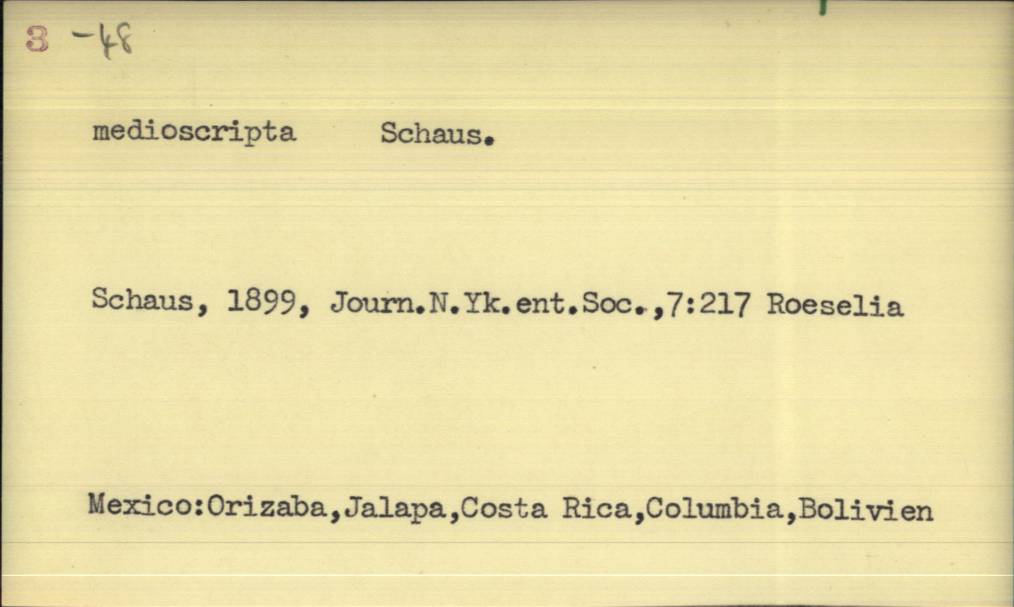 3 -48
medioscripta Schaus.
Schaus, 1899, Journ.N.Yk.ent.Soc.,7:217 Roeselia
Mexico:Orizaba,Jalapa,Costa Rica,Columbia,Bolivien